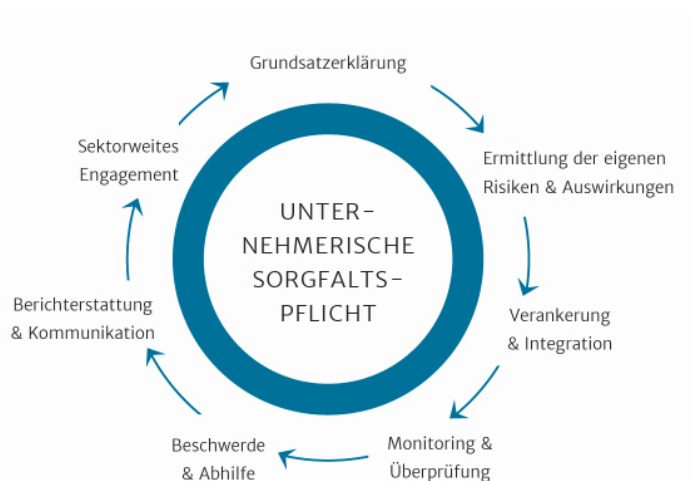 Grundsatzerklärung
Ermittlung der eigenen
Risiken & Auswirkungen
Verankerung
& Integration
Monitoring &
Überprüfung
Beschwerde
& Abhilfe
Berichterstattung
& Kommunikation
Sektorweites
Engagement
UNTER-
NEHMERISCHE
SORGFALTS-
PFLICHT